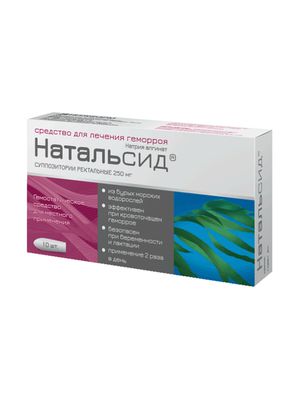 средство для лечения геморроя
Натрия алгинат
НАТАЛЬСИД®
СУППОЗИТОРИИ РЕКТАЛЬНЫЕ 250 мг
Гемостатическое
средство
для местного
применения
10 шт.
из бурых морских
водорослей
эффективен
при кровоточащем
геморрое
безопасен
при беременности
и лактации
применение 2 раза
в день